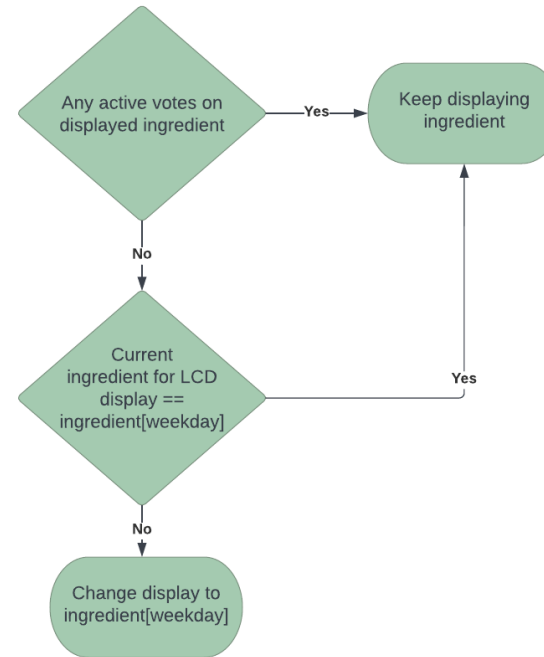 Any active votes on
displayed ingredient
Yes
Keep displaying
ingredient
No
Current
ingredient for LCD
display ==
ingredient[weekday]
Yes
No
Change display to
ingredient[weekday]